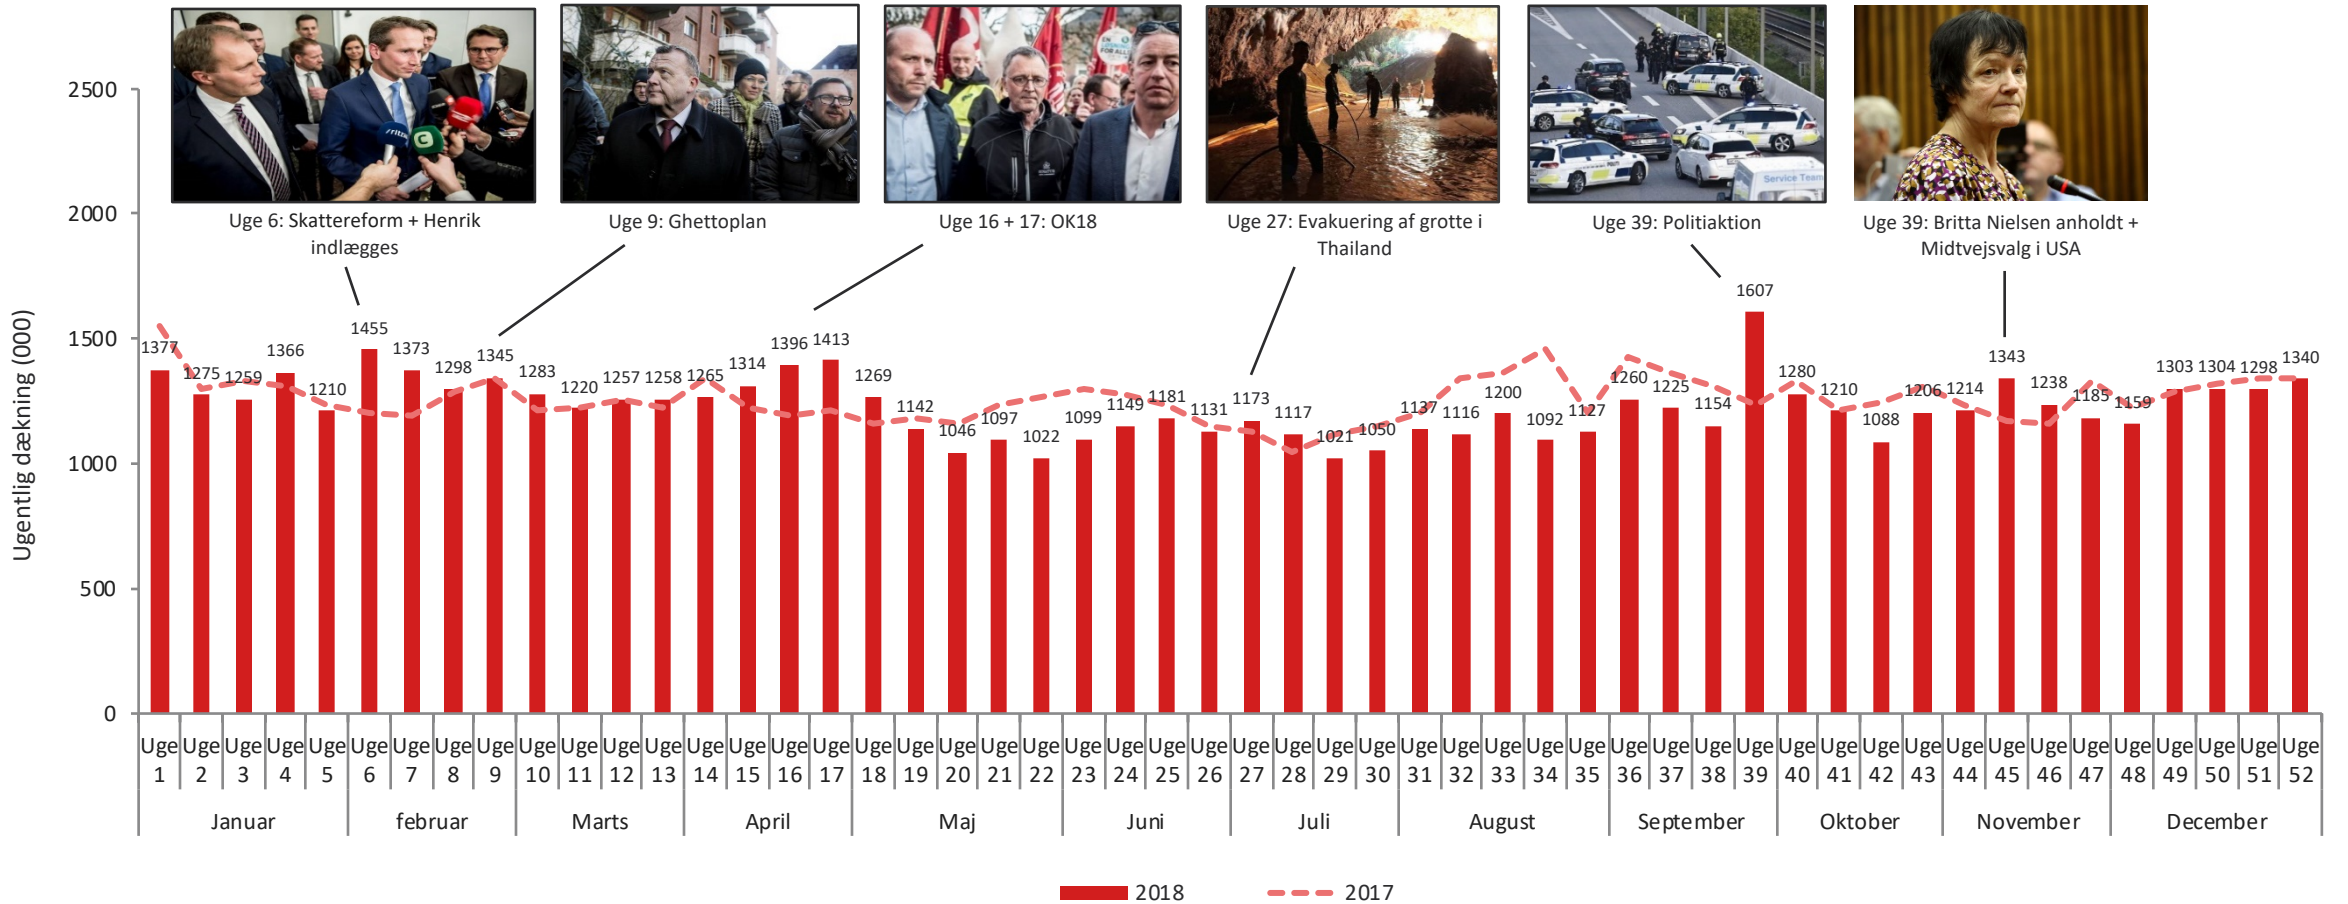 Uge 6: Skattereform + Henrik
indlægges
Uge 9: Ghettoplan
Uge 16 + 17: OK18
Uge 27: Evakuering af grotte i
Thailand
Uge 39: Politiaktion
Uge 39: Britta Nielsen anholdt +
Midtvejsvalg i USA
Service Team
Ugentlig dækning (000)
2500
2000
1500
1000
500
0
1377 1275 1259 1366 1210 1455 1373 1298 1345 1283 1220 1257 1258 1265 1314 1396 1413 1269 1142 1046 1097 1022 1099 1149 1181 1131 1173 1117 1021 1050 1137 1116 1200 1092 1127 1260 1225 1154 1607 1280 1210 1088 1206 1214 1343 1238 1185 1159 1303 1304 1298 1340
Uge Uge Uge Uge Uge Uge Uge Uge Uge Uge Uge Uge Uge Uge Uge Uge Uge Uge Uge Uge Uge Uge Uge Uge Uge Uge Uge Uge Uge Uge Uge Uge Uge Uge Uge Uge Uge Uge Uge Uge Uge Uge Uge Uge Uge Uge Uge Uge Uge Uge Uge Uge
1 2 3 4 5 6 7 8 9 10 11 12 13 14 15 16 17 18 19 20 21 22 23 24 25 26 27 28 29 30 31 32 33 34 35 36 37 38 39 40 41 42 43 44 45 46 47 48 49 50 51 52
Januar februar Marts April Maj Juni Juli August September Oktober November December
2018 2017